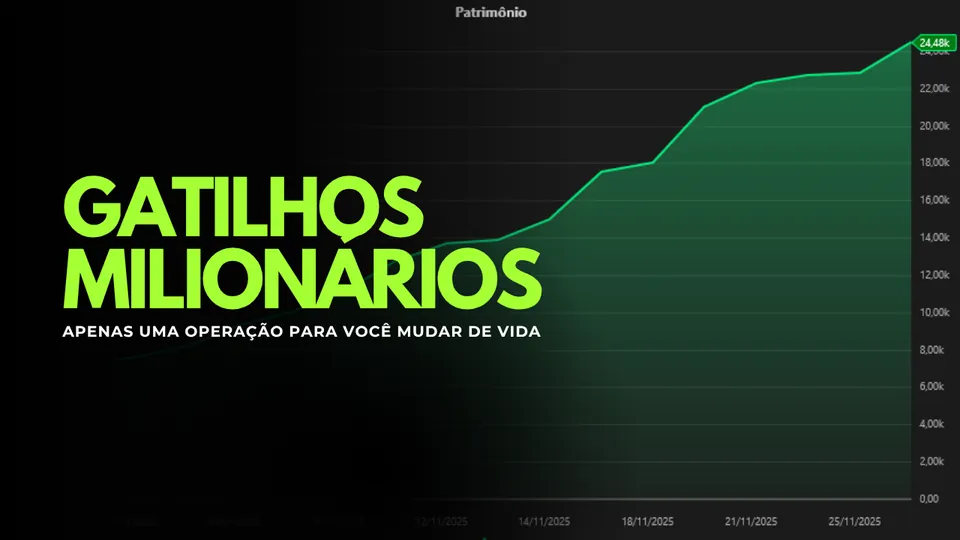 Patrimônio
24,48k
22,00k
20,00k
18,00k
16,00k
14,00k
12,00k
10,00k
8,00k
6,00k
4,00k
2,00k
0,00
GATILHOS
MILIONÁRIOS
APENAS UMA OPERAÇÃO PARA VOCÊ MUDAR DE VIDA
12/11/2025
14/11/2025
18/11/2025
21/11/2025
25/11/2025